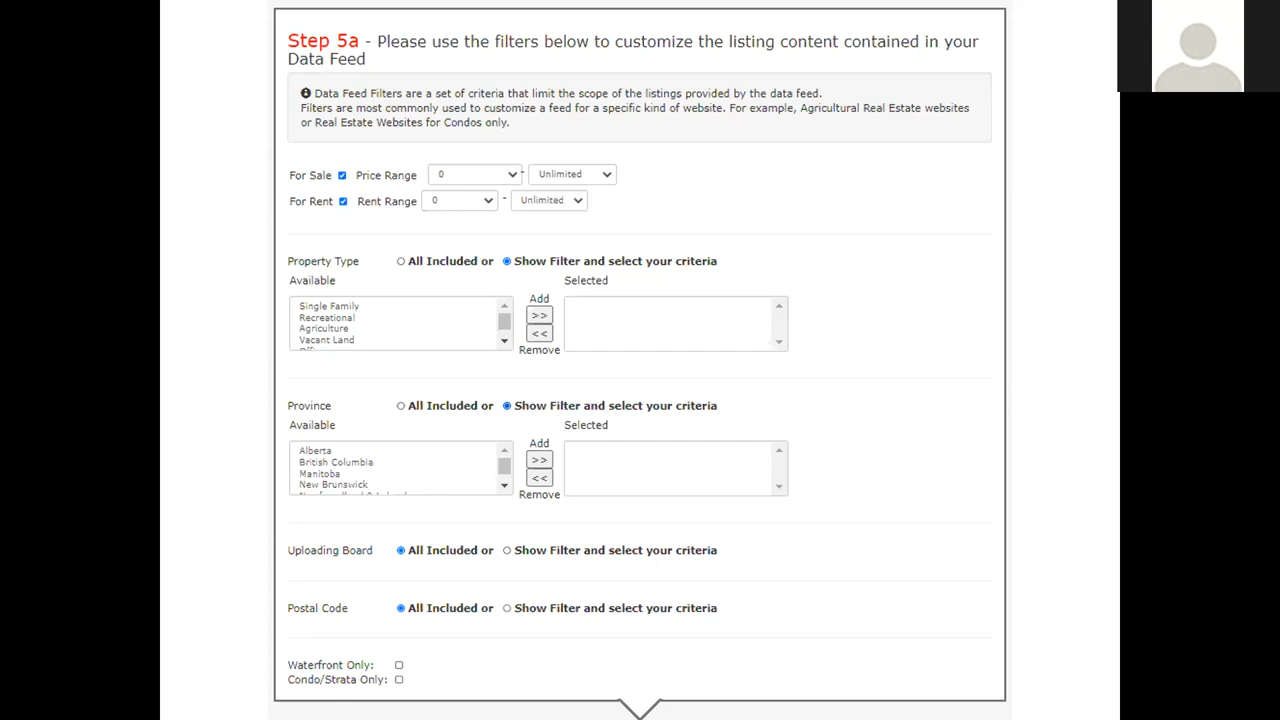 Step 5a - Please use the filters below to customize the listing content contained in your
Data Feed
Data Feed Filters are a set of criteria that limit the scope of the listings provided by the data feed.
Filters are most commonly used to customize a feed for a specific kind of website. For example, Agricultural Real Estate websites
or Real Estate Websites for Condos only.
For Sale Price Range 0 - Unlimited
For Rent Rent Range 0 - Unlimited
Property Type All Included or Show Filter and select your criteria
Available Selected
Add
Single Family
Recreational >>
Agriculture
Vacant Land <<
Remove
Province All Included or Show Filter and select your criteria
Available Selected
Add
Alberta
British Columbia >>
Manitoba
New Brunswick <<
Remove
Uploading Board All Included or Show Filter and select your criteria
Postal Code All Included or Show Filter and select your criteria
Waterfront Only:
Condo/Strata Only: